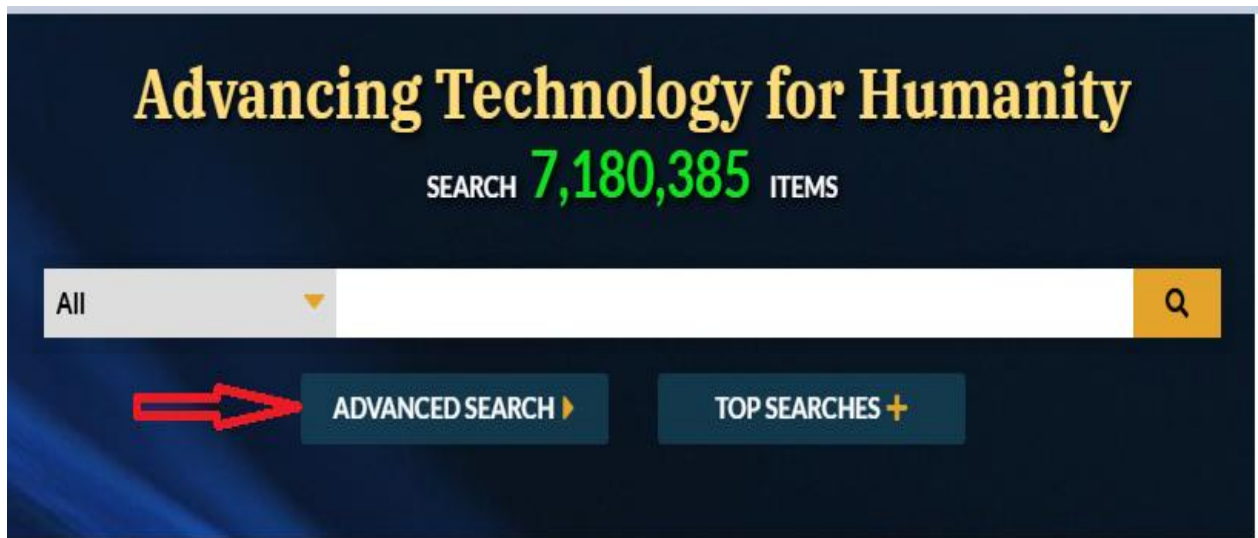 Advancing Technology for Humanity
SEARCH 7,180,385 ITEMS
All
ADVANCED SEARCH
TOP SEARCHES +